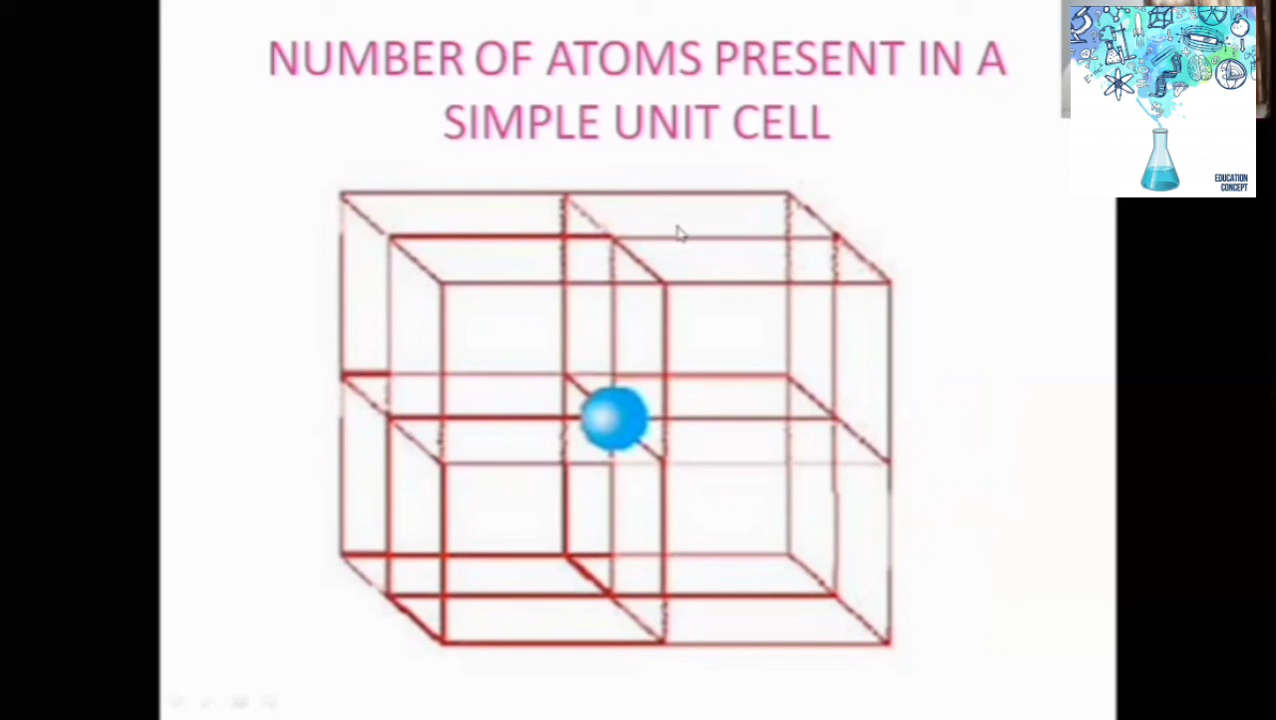 NUMBER OF ATOMS PRESENT IN A
SIMPLE UNIT CELL
EDUCATION
CONCEPT